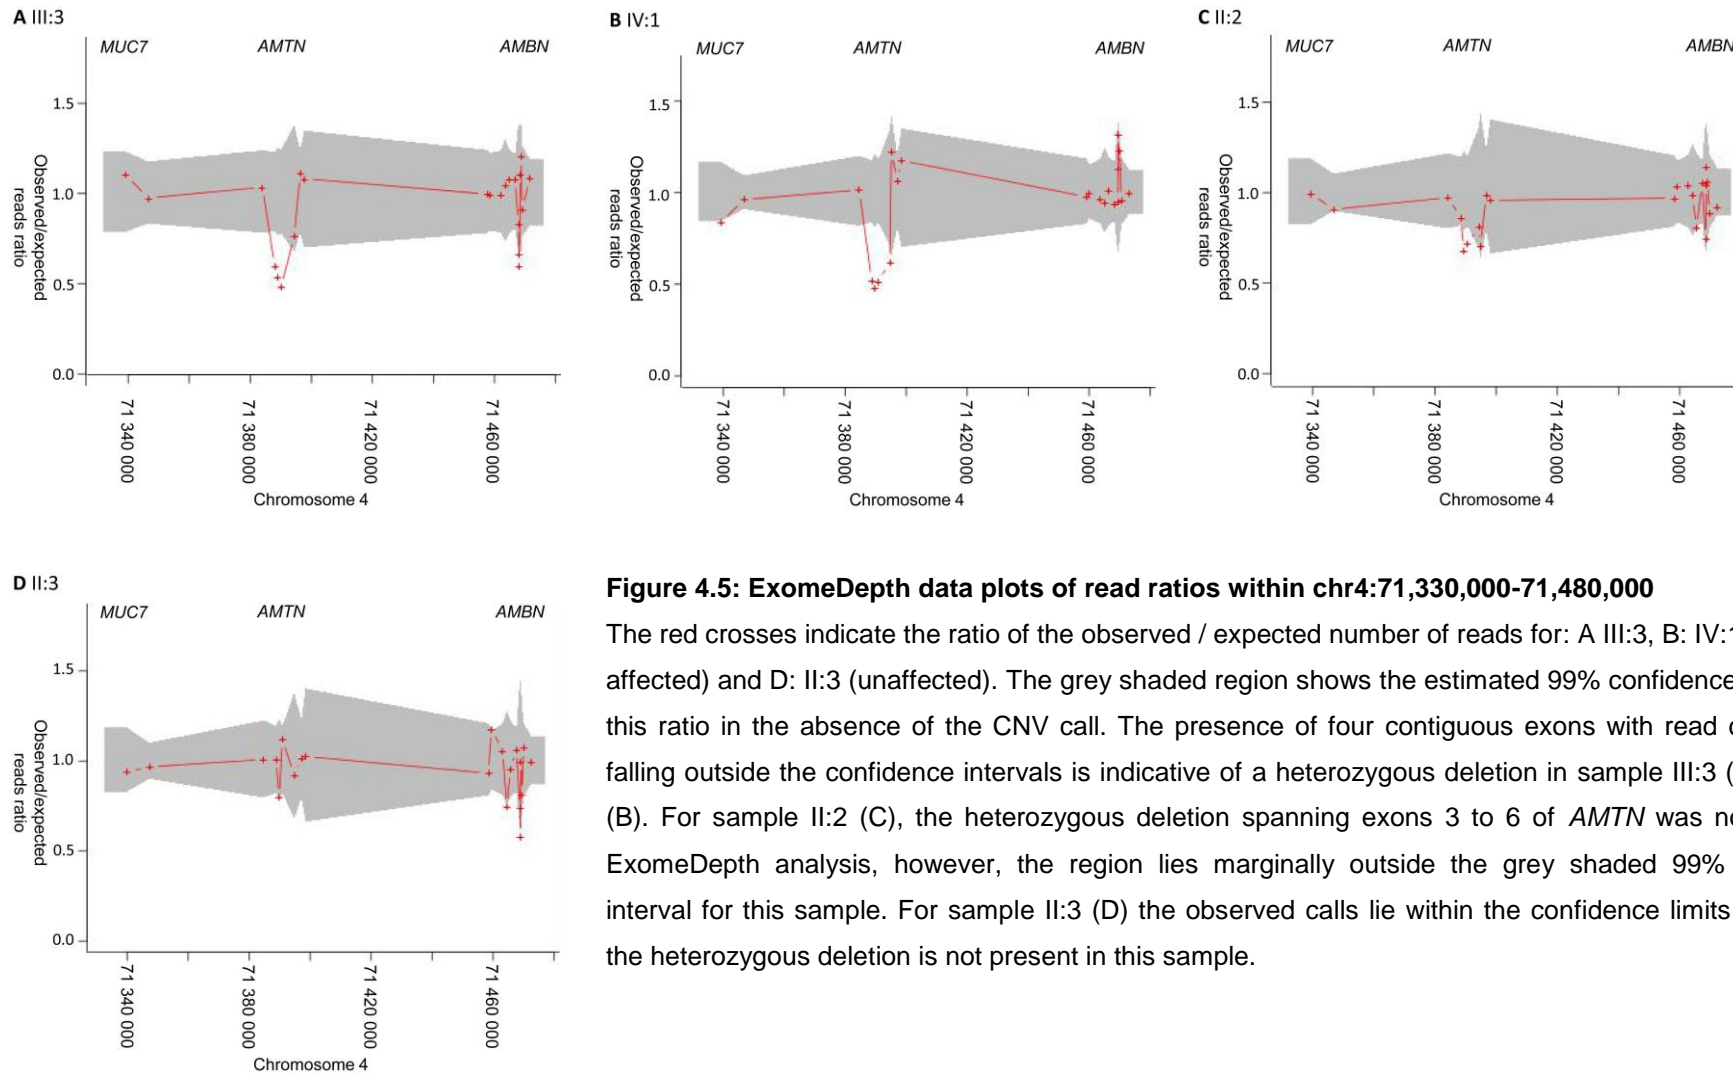 A III:3
MUC7 AMTN AMBN
1.5
1.0
0.5
0.0
Observed/expected
reads ratio
71 340 000
71 380 000
71 420 000
71 460 000
Chromosome 4
B IV:1
MUC7 AMTN AMBN
1.5
1.0
0.5
0.0
Observed/expected
reads ratio
71 340 000
71 380 000
71 420 000
71 460 000
Chromosome 4
C II:2
MUC7 AMTN AMBN
1.5
1.0
0.5
0.0
Observed/expected
reads ratio
71 340 000
71 380 000
71 420 000
71 460 000
Chromosome 4
D II:3
MUC7 AMTN AMBN
1.5
1.0
0.5
0.0
Observed/expected
reads ratio
71 340 000
71 380 000
71 420 000
71 460 000
Chromosome 4
Figure 4.5: ExomeDepth data plots of read ratios within chr4:71,330,000-71,480,000
The red crosses indicate the ratio of the observed / expected number of reads for: A III:3, B: IV:1
affected) and D: II:3 (unaffected). The grey shaded region shows the estimated 99% confidence
this ratio in the absence of the CNV call. The presence of four contiguous exons with read
falling outside the confidence intervals is indicative of a heterozygous deletion in sample III:3 (
(B). For sample II:2 (C), the heterozygous deletion spanning exons 3 to 6 of AMTN was
ExomeDepth analysis, however, the region lies marginally outside the grey shaded 99%
interval for this sample. For sample II:3 (D) the observed calls lie within the confidence limits
the heterozygous deletion is not present in this sample.